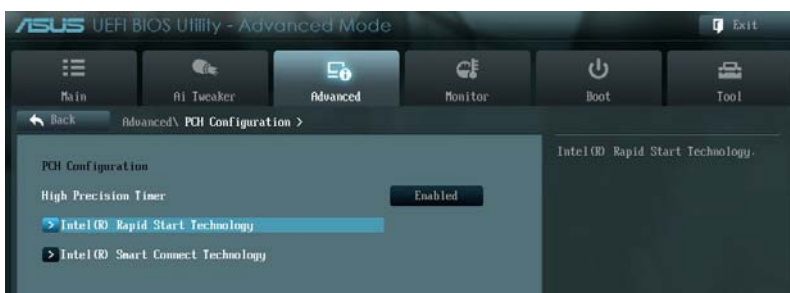 ASUS UEFI BIOS Utility - Advanced Mode
Exit
Main
Ai Tweaker
Advanced
Monitor
Boot
Tool
Back
Advanced\ PCH Configuration >
Intel(R) Rapid Start Technology.
PCH Configuration
High Precision Timer
Enabled
> Intel(R) Rapid Start Technology
> Intel(R) Smart Connect Technology